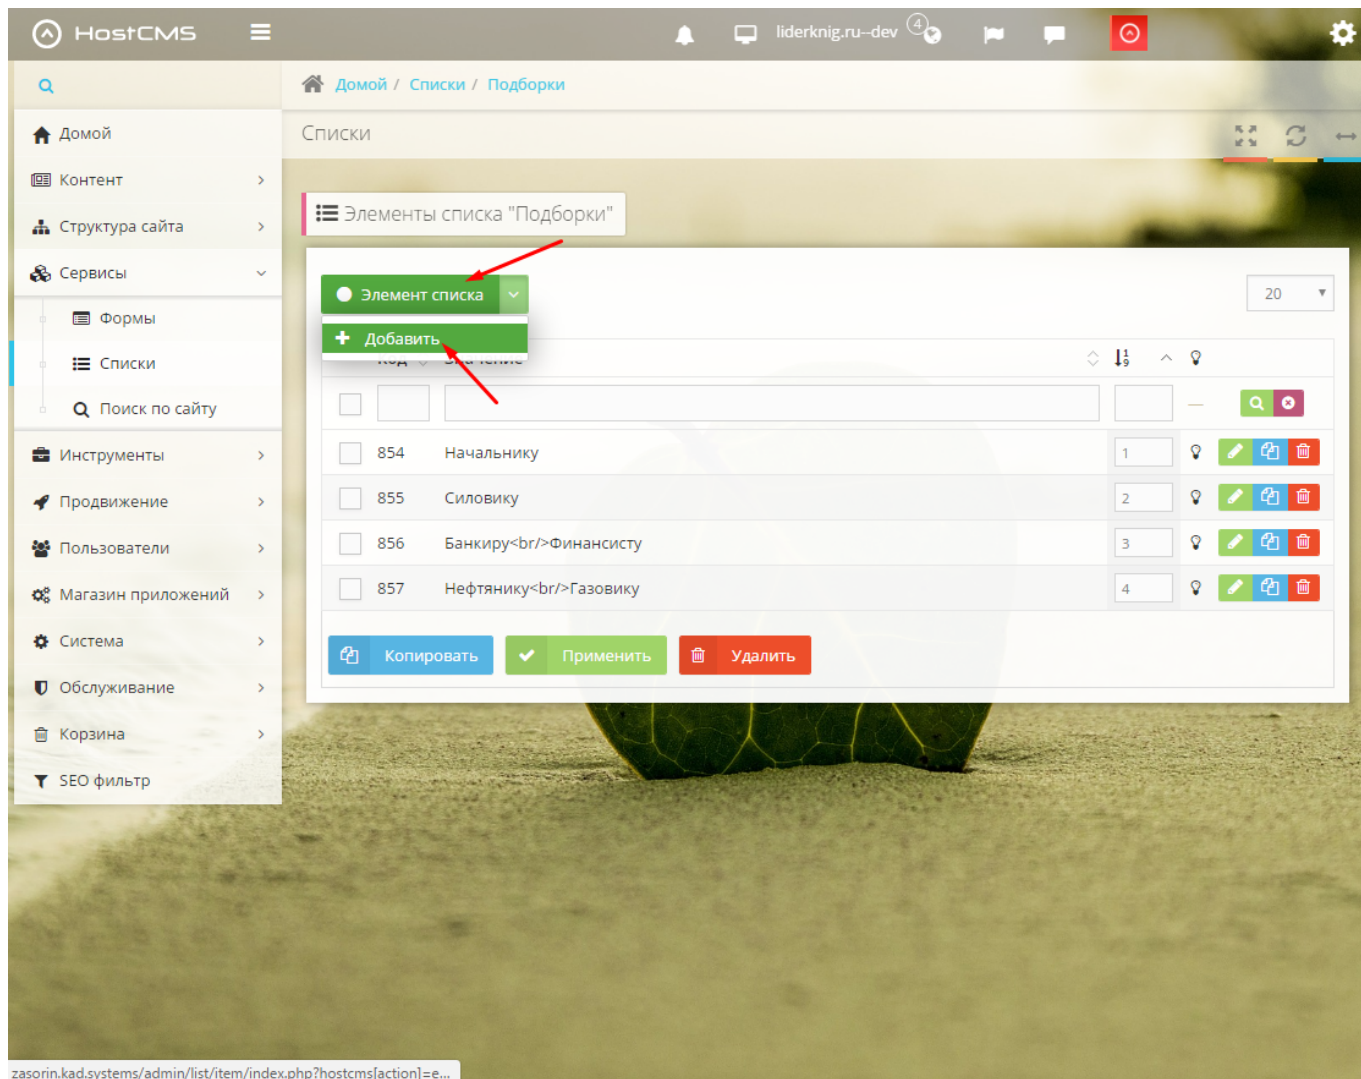 HostCMS
liderknig.ru--dev
4
Домой / Списки / Подборки
Домой
Контент
Структура сайта
Сервисы
Формы
Списки
Поиск по сайту
Инструменты
Продвижение
Пользователи
Магазин приложений
Система
Обслуживание
Корзина
SEO фильтр
Списки
Элементы списка "Подборки"
Элемент списка
20
Добавить
Код Значение
854 Начальнику 1
855 Силовику 2
856 Банкиру<br/>Финансисту 3
857 Нефтянику<br/>Газовику 4
Копировать Применить Удалить
zasorin.kad.systems/admin/list/item/index.php?hostcms[action]=e...